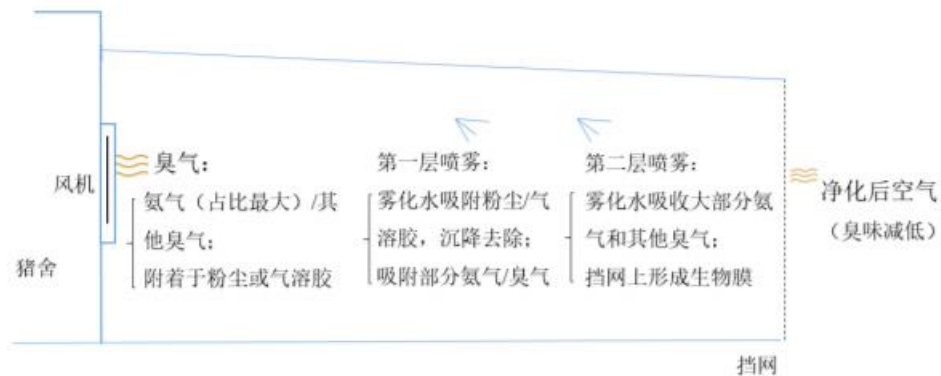 风机
猪舍
臭气：
氨气（占比最大）/其
他臭气；
附着于粉尘或气溶胶
第一层喷雾：
雾化水吸附粉尘/气
溶胶，沉降去除；
吸附部分氨气/臭气
第二层喷雾：
雾化水吸收大部分氨
气和其他臭气；
挡网上形成生物膜
净化后空气
（臭味减低）
挡网